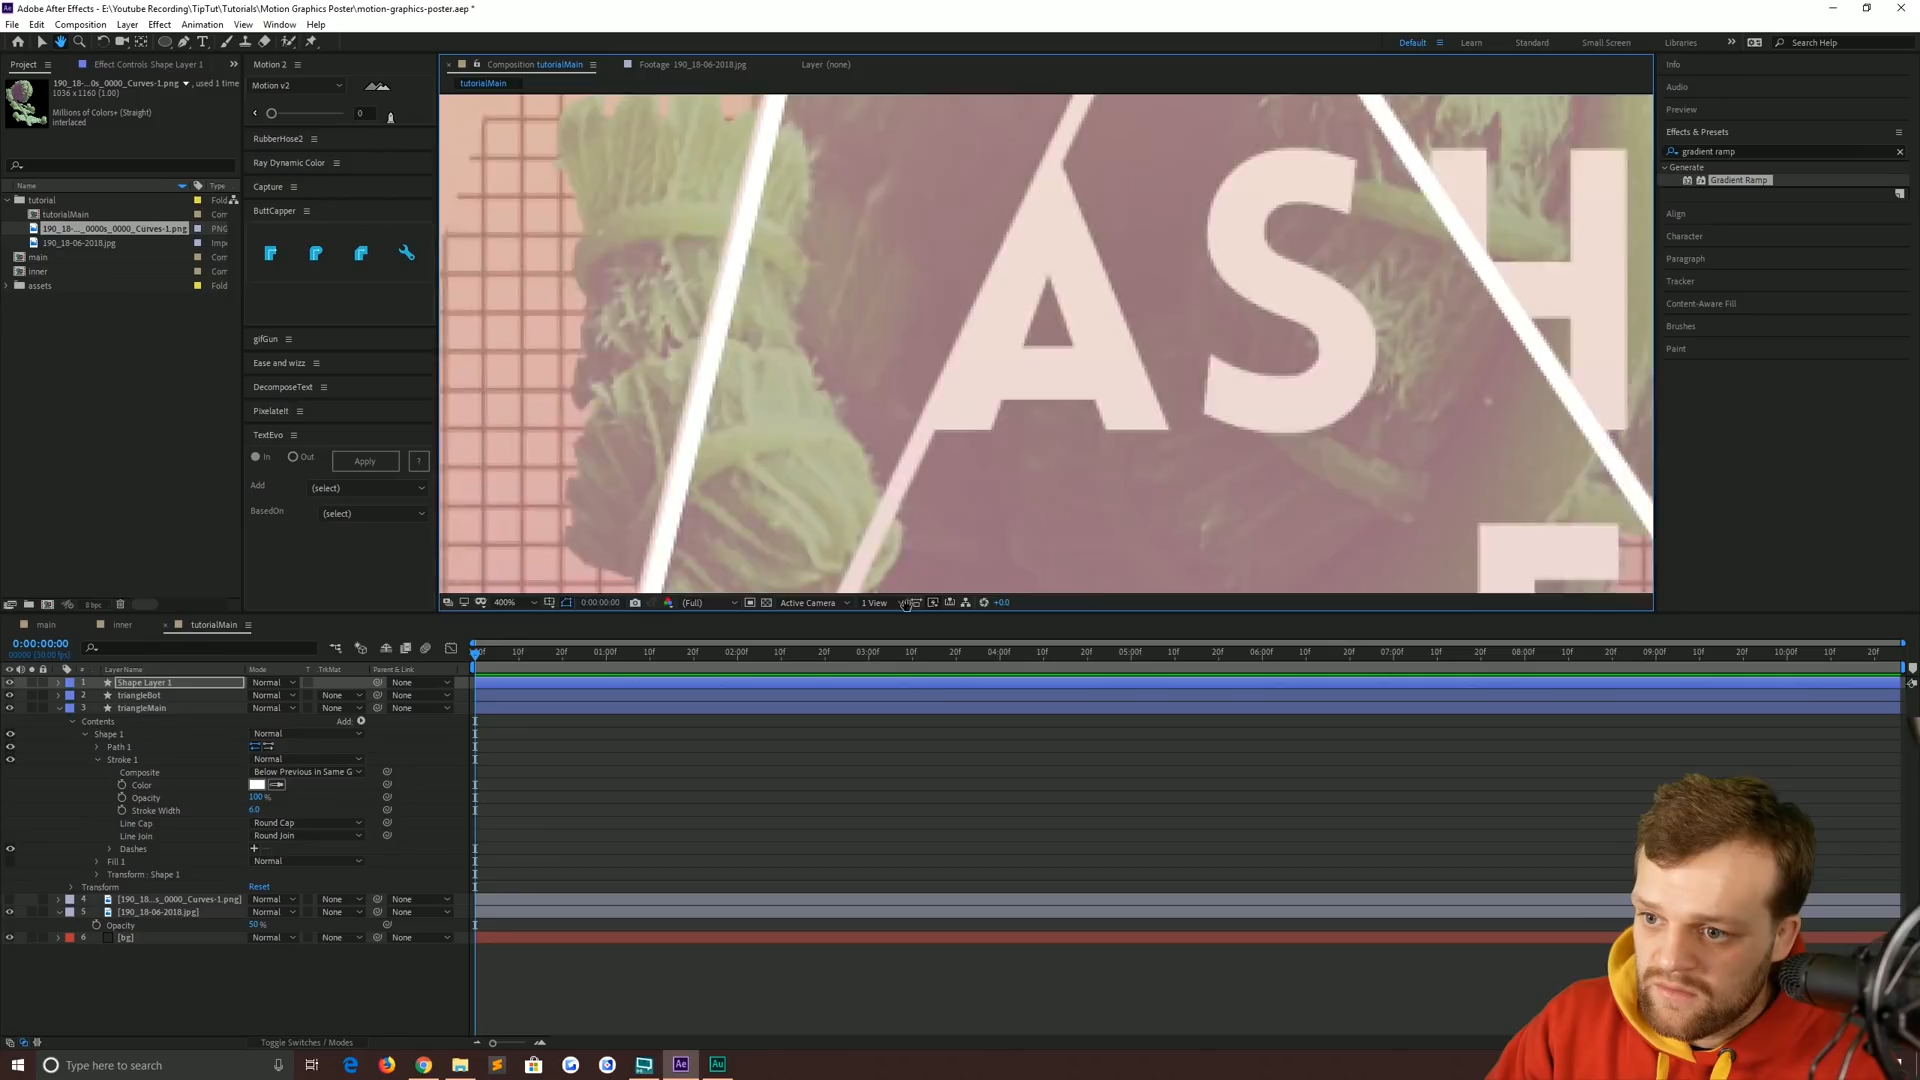 Adobe After Effects - E:\Youtube Recording\TipTut\Tutorials\Motion Graphics Poster\motion-graphics-poster.aep *
File Edit Composition Layer Effect Animation View Window Help
Default Learn Standard Small Screen Libraries Search Help
Project Effect Controls Shape Layer 1
190_18-...0s_0000_Curves-1.png ▼, used 1 time
1036 x 1160 (1.00)
Millions of Colors+ (Straight)
interlaced
Name Type
tutorial Fold
tutorialMain Com
190_18-..._0000s_0000_Curves-1.png PNG
190_18-06-2018.jpg Imp
main Com
inner Com
assets Fold
8 bpc
Motion 2
Motion v2
0
RubberHose2
Ray Dynamic Color
Capture
ButtCapper
gifGun
Ease and wizz
DecomposeText
PixelateIt
TextEvo
In Out Apply ?
Add (select)
BasedOn (select)
Composition tutorialMain Footage 190_18-06-2018.jpg Layer (none)
tutorialMain
ASH
400% 0:00:00:00 (Full) Active Camera 1 View +0.0
Info
Audio
Preview
Effects & Presets
gradient ramp
Generate
Gradient Ramp
Align
Character
Paragraph
Tracker
Content-Aware Fill
Brushes
Paint
main inner tutorialMain
0:00:00:00
00000 (30.00 fps)
:00f 10f 20f 01:00f 10f 20f 02:00f 10f 20f 03:00f 10f 20f 04:00f 10f 20f 05:00f 10f 20f 06:00f 10f 20f 07:00f 10f 20f 08:00f 10f 20f 09:00f 10f 20f 10:00f 10f 20f
# Layer Name Mode T .TrkMat Parent & Link
1 Shape Layer 1 Normal None
2 triangleBot Normal None None
3 triangleMain Normal None None
Contents Add:
Shape 1 Normal
Path 1
Stroke 1 Normal
Composite Below Previous in Same G
Color
Opacity 100 %
Stroke Width 6.0
Line Cap Round Cap
Line Join Round Join
Dashes + -
Fill 1 Normal
Transform: Shape 1
Transform Reset
4 [190_18...s_0000_Curves-1.png] Normal None None
5 [190_18-06-2018.jpg] Normal None None
Opacity 50 %
6 [bg] Normal None None
Toggle Switches / Modes
Type here to search
Ae Au